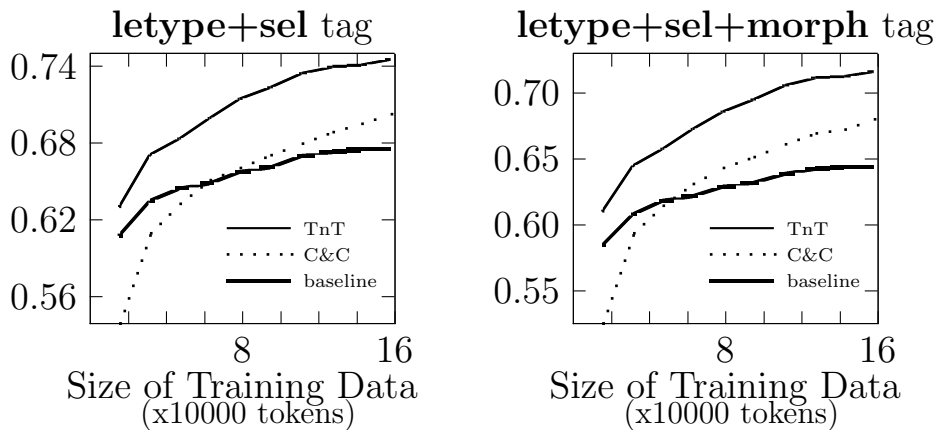 letype+sel tag
0.74
0.68
0.62
0.56
TnT
C&C
baseline
8
16
Size of Training Data
(x10000 tokens)
letype+sel+morph tag
0.70
0.65
0.60
0.55
TnT
C&C
baseline
8
16
Size of Training Data
(x10000 tokens)